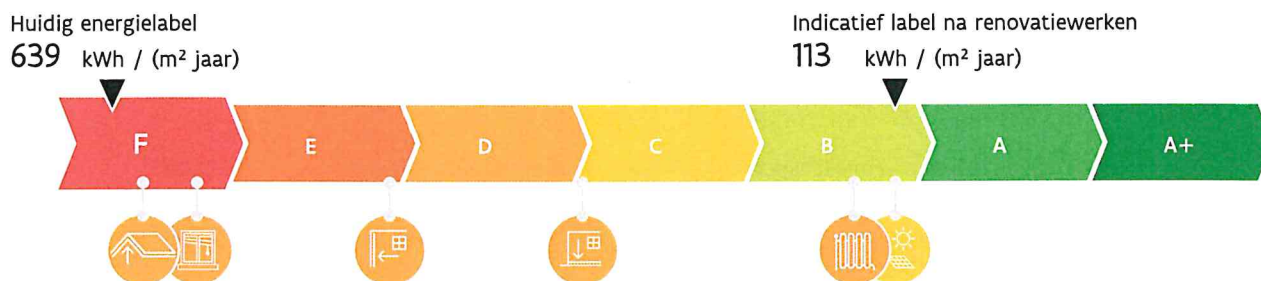 Huidig energielabel
639 kWh / (m² jaar)
Indicatief label na renovatiewerken
113 kWh / (m² jaar)
F E D C B A A+